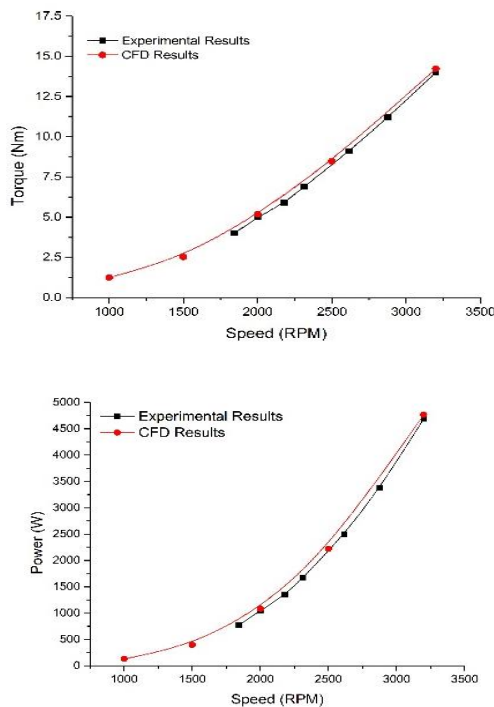 17.5
15.0
12.5
10.0
7.5
5.0
2.5
0.0
Torque (Nm)
Experimental Results
CFD Results
1000 1500 2000 2500 3000 3500
Speed (RPM)
5000
4500
4000
3500
3000
2500
2000
1500
1000
500
0
Power (W)
Experimental Results
CFD Results
1000 1500 2000 2500 3000 3500
Speed (RPM)